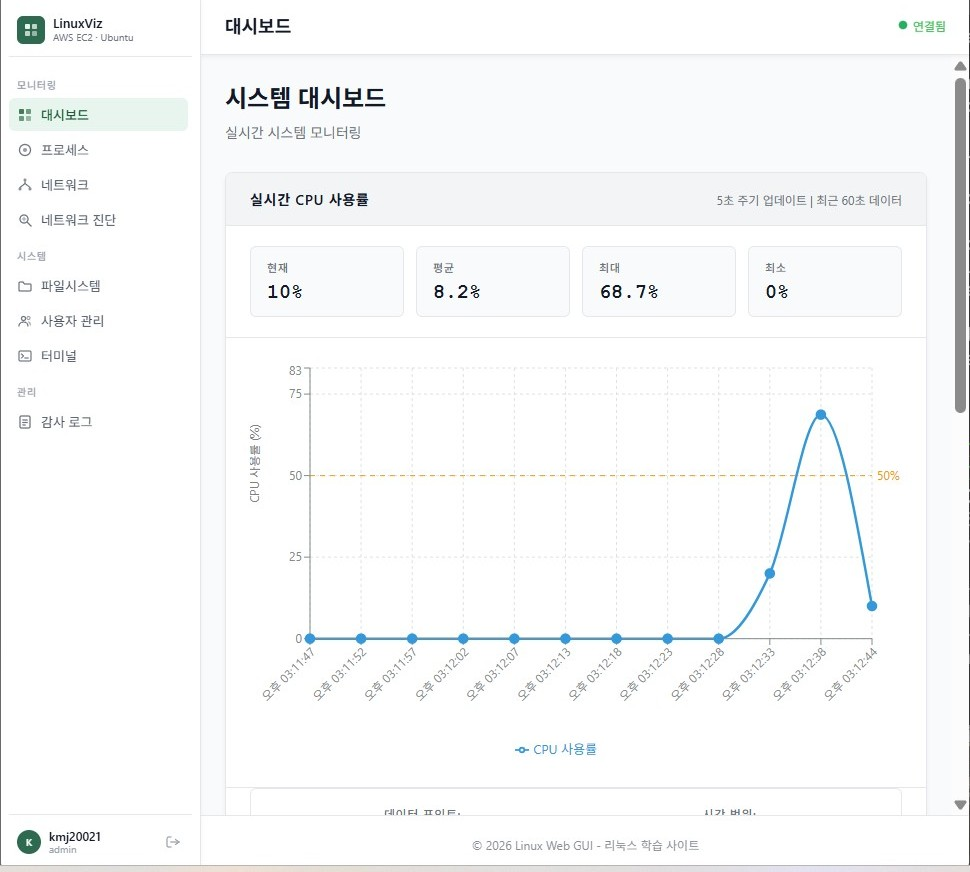 LinuxViz
AWS EC2 · Ubuntu
모니터링
대시보드
프로세스
네트워크
네트워크 진단
시스템
파일시스템
사용자 관리
터미널
관리
감사 로그
K
kmj20021
admin
대시보드
연결됨
시스템 대시보드
실시간 시스템 모니터링
실시간 CPU 사용률
5초 주기 업데이트 | 최근 60초 데이터
현재
10%
평균
8.2%
최대
68.7%
최소
0%
83
75
50
25
0
CPU 사용률 (%)
50%
오후 03:11:47
오후 03:11:52
오후 03:11:57
오후 03:12:02
오후 03:12:07
오후 03:12:13
오후 03:12:18
오후 03:12:23
오후 03:12:28
오후 03:12:33
오후 03:12:38
오후 03:12:44
CPU 사용률
데이터 포인트:
시간 범위:
© 2026 Linux Web GUI - 리눅스 학습 사이트